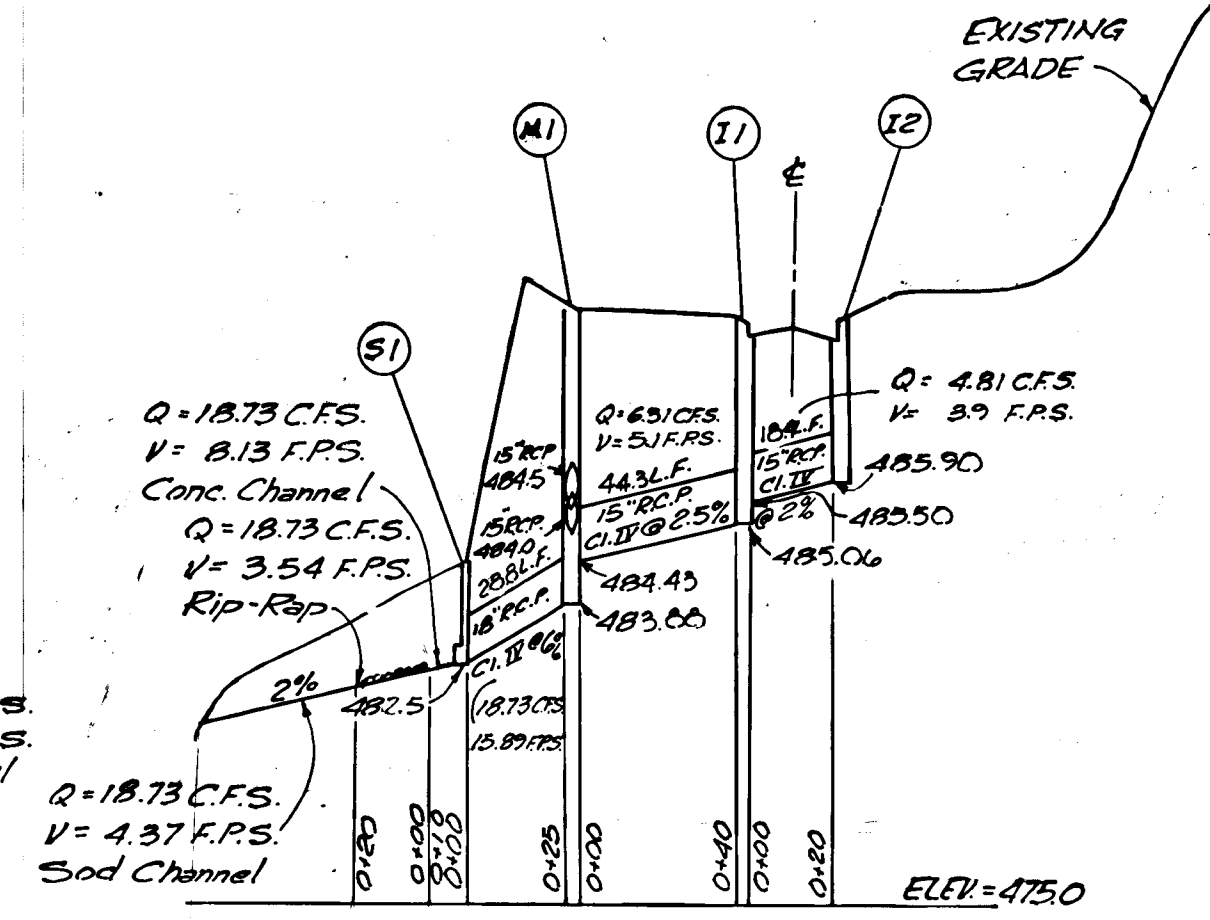 EXISTING
GRADE
M1
I1
I2
℄
S1
Q = 18.73 C.F.S.
V = 8.13 F.P.S.
Conc. Channel
Q = 18.73 C.F.S.
V = 3.54 F.P.S.
Rip-Rap
15" RCP
484.5
15" RCP.
484.0
28.8 L.F.
18" R.C.P.
Cl. IV @ 6%
(18.73 CFS
15.89 F.P.S.
Q = 6.31 C.F.S.
V = 5.1 F.P.S.
44.3 L.F.
15" R.C.P.
Cl. IV @ 2.5%
18.4 L.F.
15" R.C.P.
Cl. IV
@ 2%
Q = 4.81 C.F.S.
V = 3.9 F.P.S.
485.90
485.50
485.06
484.43
483.88
2%
482.5
S.
S.
Q = 18.73 C.F.S.
V = 4.37 F.P.S.
Sod Channel
0+20
0+00
0+10
0+00
0+25
0+00
0+40
0+00
0+20
ELEV. = 475.0